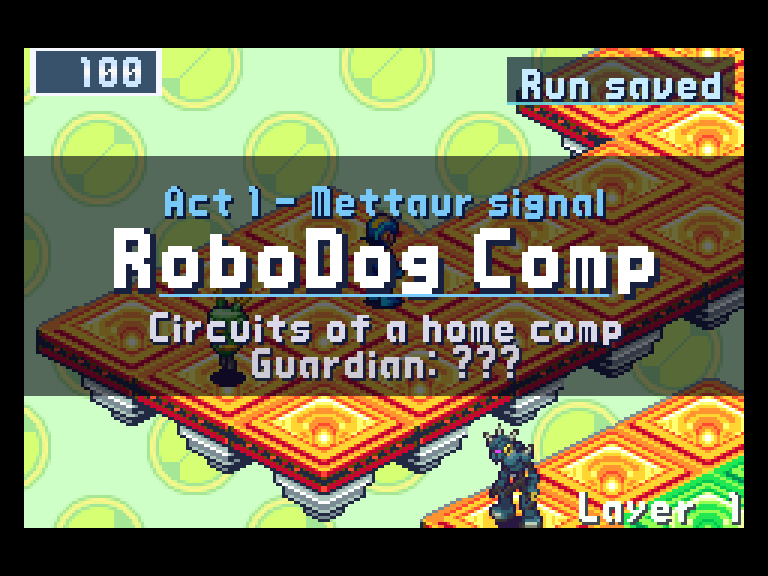 100
Run saved
Act 1 - Mettaur signal
RoboDog Comp
Circuits of a home comp
Guardian: ???
Layer 1